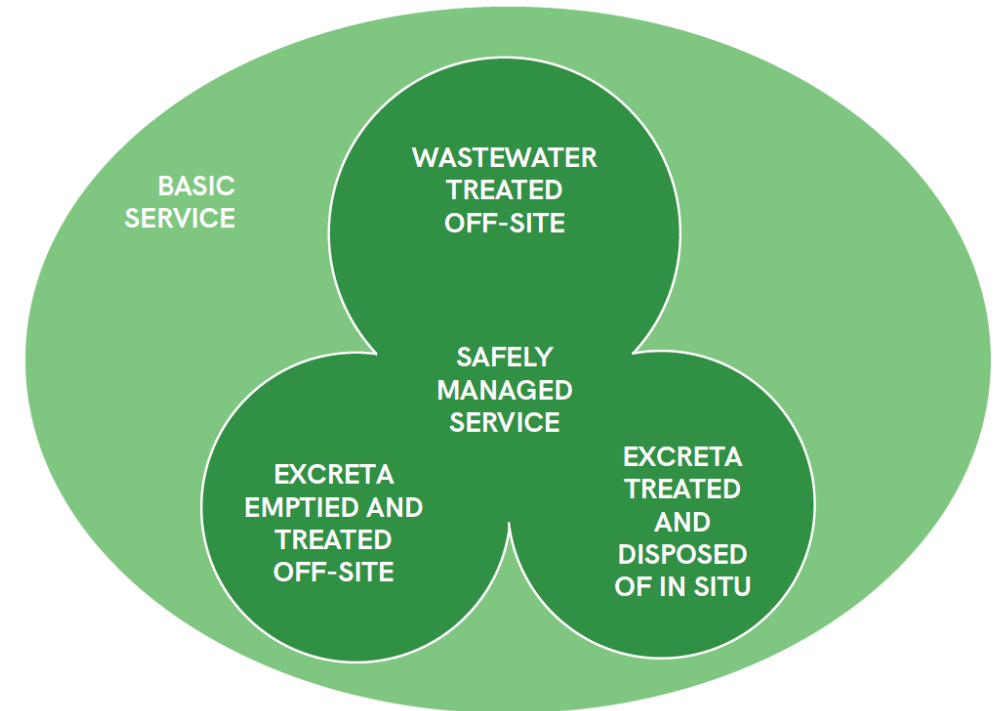 BASIC
SERVICE
WASTEWATER
TREATED
OFF-SITE
SAFELY
MANAGED
SERVICE
EXCRETA
EMPTIED AND
TREATED
OFF-SITE
EXCRETA
TREATED
AND
DISPOSED
OF IN SITU